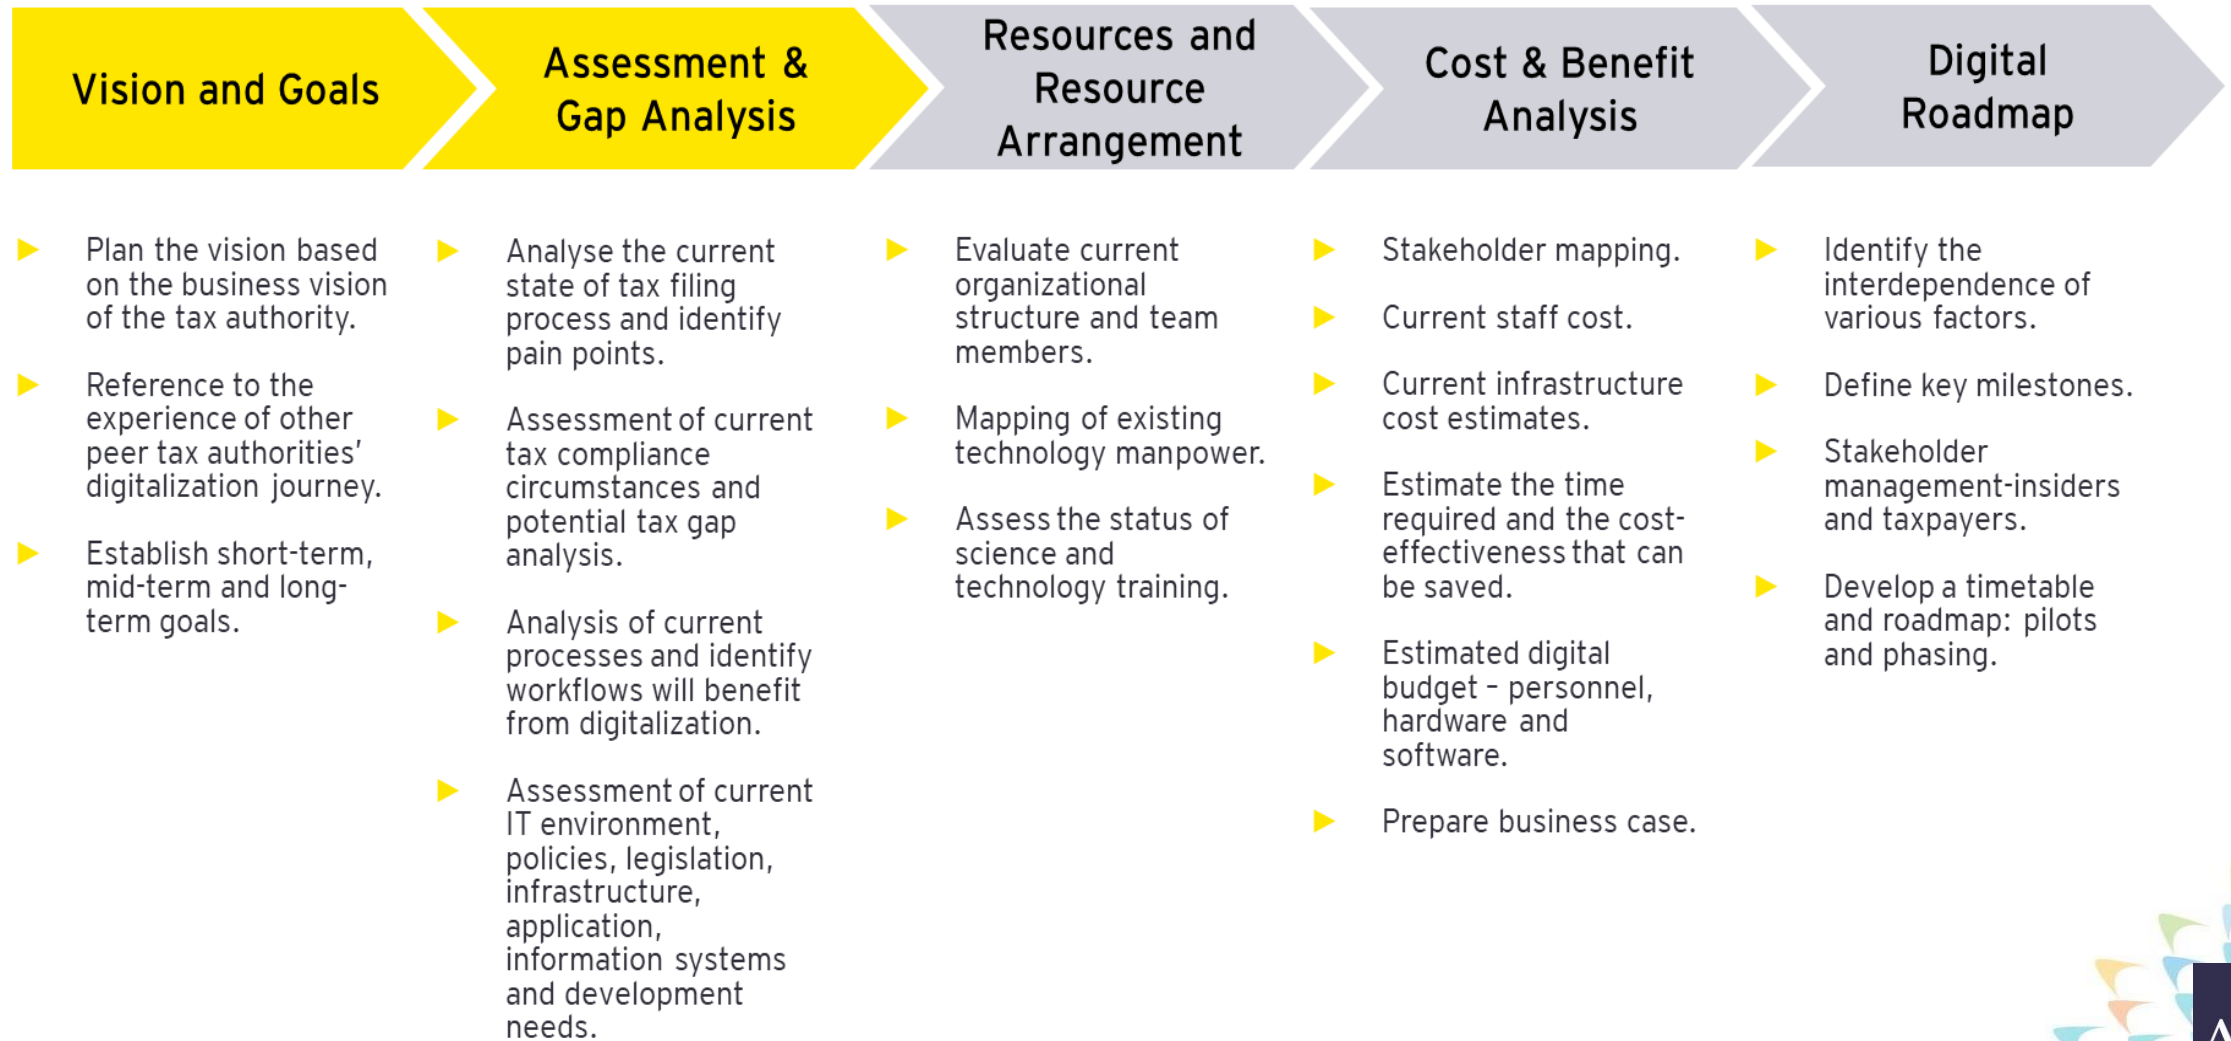 Vision and Goals
Assessment &
Gap Analysis
Resources and
Resource
Arrangement
Cost & Benefit
Analysis
Digital
Roadmap
Plan the vision based
on the business vision
of the tax authority.
Reference to the
experience of other
peer tax authorities'
digitalization journey.
Establish short-term,
mid-term and long-
term goals.
Analyse the current
state of tax filing
process and identify
pain points.
Assessment of current
tax compliance
circumstances and
potential tax gap
analysis.
Analysis of current
processes and identify
workflows will benefit
from digitalization.
Assessment of current
IT environment,
policies, legislation,
infrastructure,
application,
information systems
and development
needs.
Evaluate current
organizational
structure and team
members.
Mapping of existing
technology manpower.
Assess the status of
science and
technology training.
Stakeholder mapping.
Current staff cost.
Current infrastructure
cost estimates.
Estimate the time
required and the cost-
effectiveness that can
be saved.
Estimated digital
budget – personnel,
hardware and
software.
Prepare business case.
Identify the
interdependence of
various factors.
Define key milestones.
Stakeholder
management-insiders
and taxpayers.
Develop a timetable
and roadmap: pilots
and phasing.